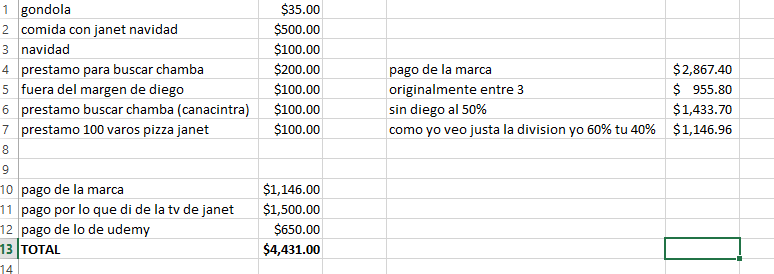 1 gondola $35.00
2 comida con janet navidad $500.00
3 navidad $100.00
4 prestamo para buscar chamba $200.00 pago de la marca $2,867.40
5 fuera del margen de diego $100.00 originalmente entre 3 $ 955.80
6 prestamo buscar chamba (canacintra) $100.00 sin diego al 50% $1,433.70
7 prestamo 100 varos pizza janet $100.00 como yo veo justa la division yo 60% tu 40% $1,146.96
8
9
10 pago de la marca $1,146.00
11 pago por lo que di de la tv de janet $1,500.00
12 pago de lo de udemy $650.00
13 TOTAL $4,431.00
14